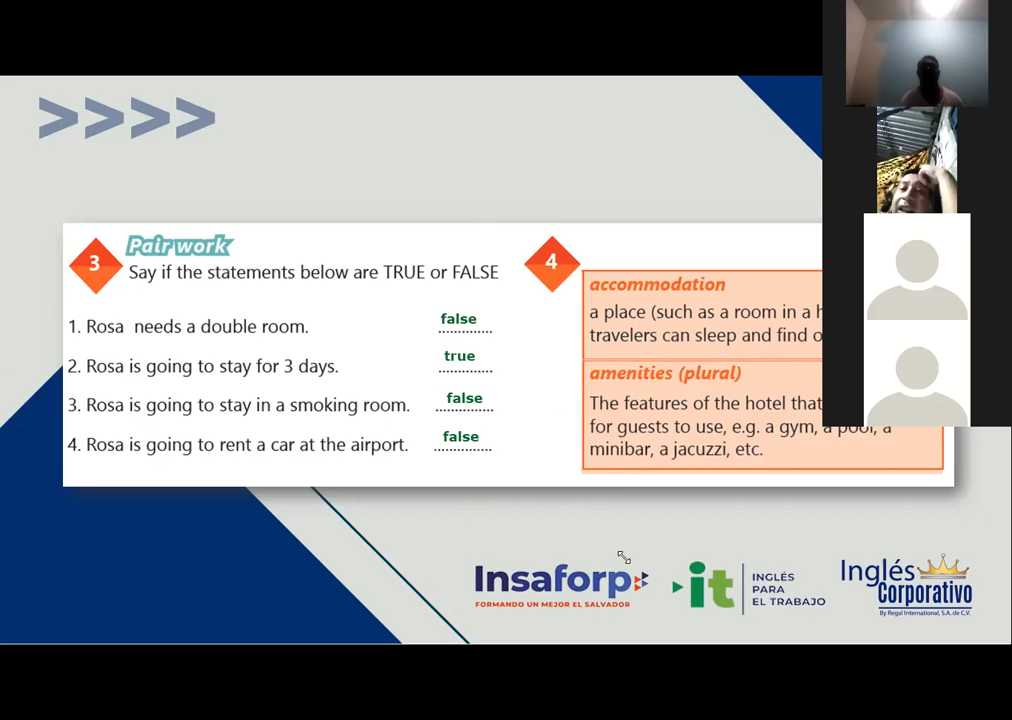 >>>>
3
Pair work
Say if the statements below are TRUE or FALSE
1. Rosa needs a double room. false
2. Rosa is going to stay for 3 days. true
3. Rosa is going to stay in a smoking room. false
4. Rosa is going to rent a car at the airport. false
4
accommodation
a place (such as a room in a
travelers can sleep and find
amenities (plural)
The features of the hotel that
for guests to use, e.g. a gym, a pool, a
minibar, a jacuzzi, etc.
Insaforp
FORMANDO UN MEJOR EL SALVADOR
it
INGLÉS
PARA
EL TRABAJO
Inglés
Corporativo
By Regal International, S.A. de C.V.